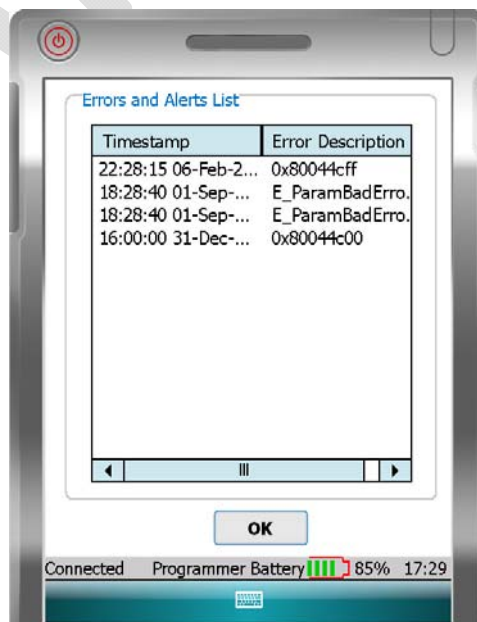 Errors and Alerts List
Timestamp Error Description
22:28:15 06-Feb-2... 0x80044cff
18:28:40 01-Sep-... E_ParamBadErro.
18:28:40 01-Sep-... E_ParamBadErro.
16:00:00 31-Dec-... 0x80044c00
OK
Connected Programmer Battery 85% 17:29